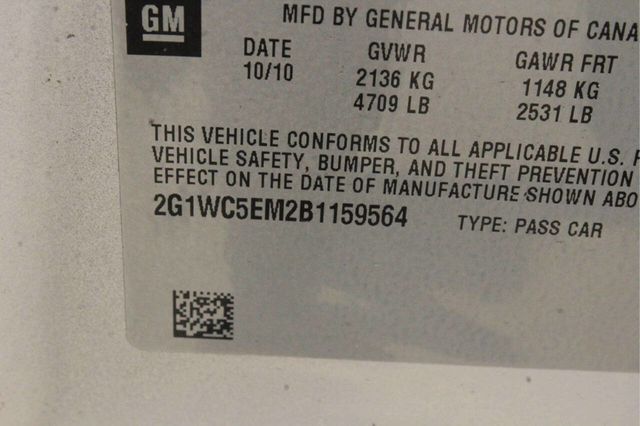 GM
MFD BY GENERAL MOTORS OF CANA
DATE GVWR GAWR FRT
10/10 2136 KG 1148 KG
4709 LB 2531 LB
THIS VEHICLE CONFORMS TO ALL APPLICABLE U.S. F
VEHICLE SAFETY, BUMPER, AND THEFT PREVENTION
EFFECT ON THE DATE OF MANUFACTURE SHOWN ABO
2G1WC5EM2B1159564 TYPE: PASS CAR